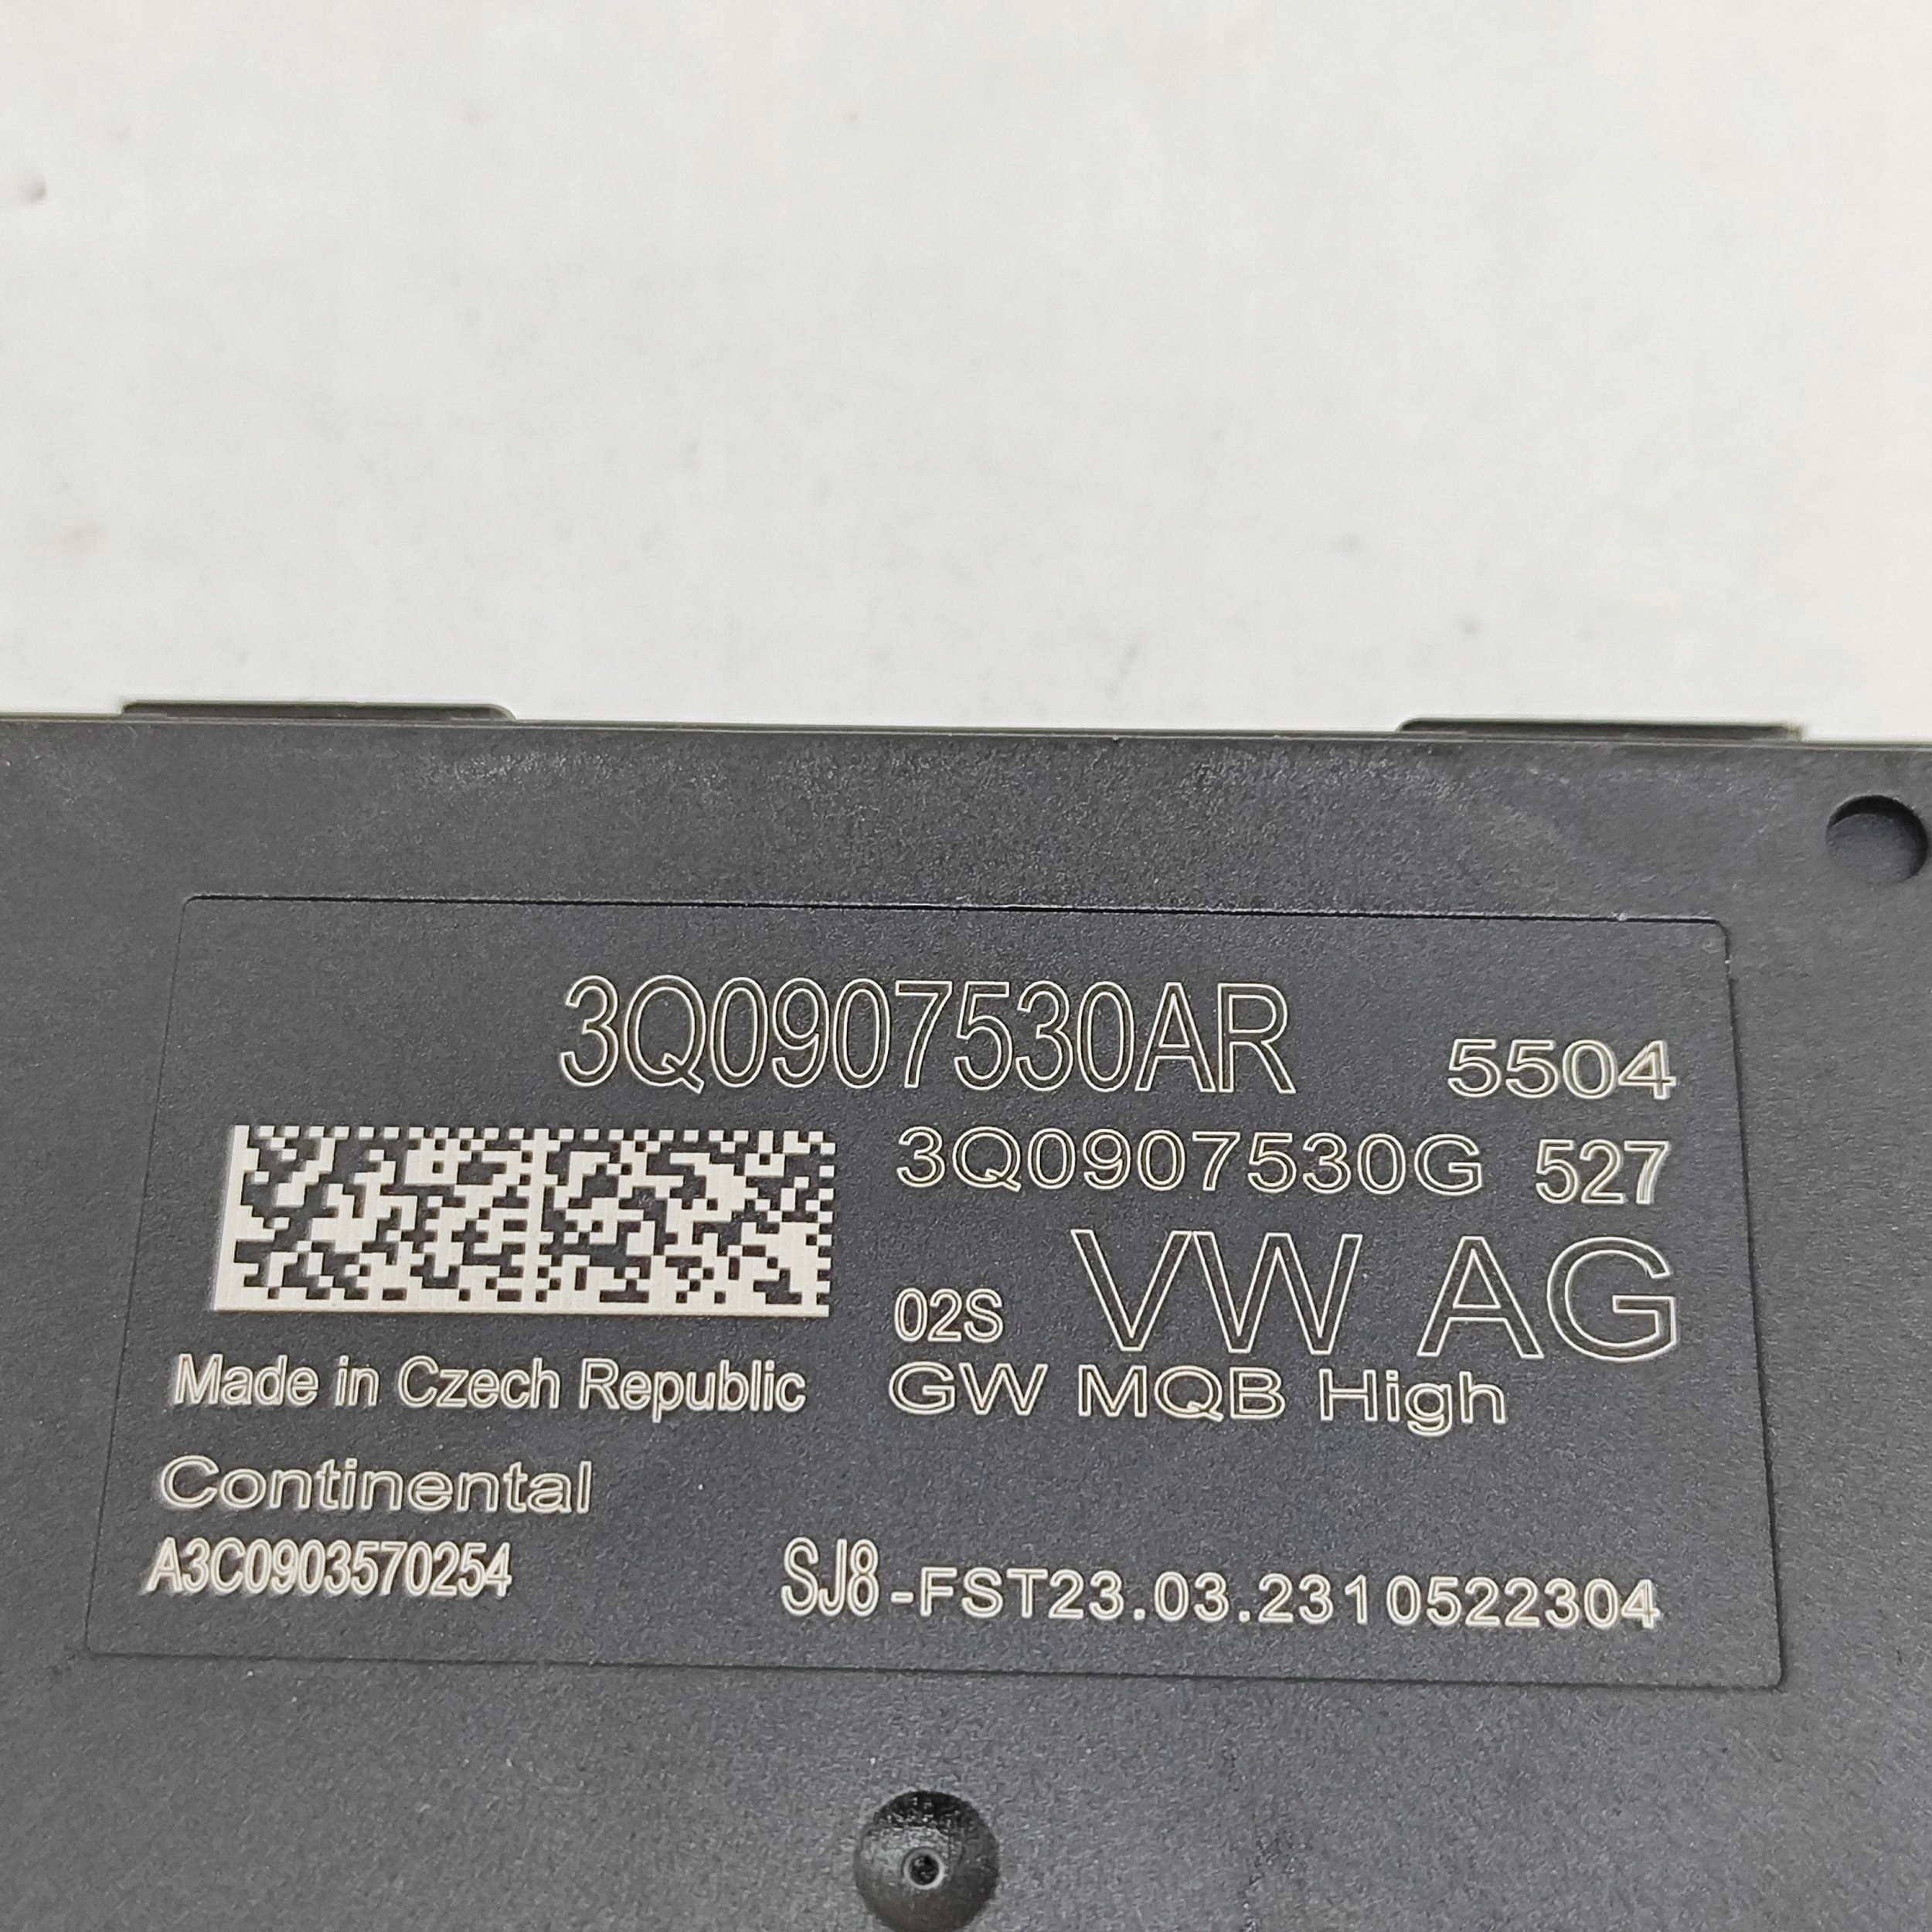 3Q0907530AR 5504
3Q0907530G 527
02S VW AG
Made in Czech Republic GW MQB High
Continental
A3C0903570254 SJ8-FST23.03.2310522304